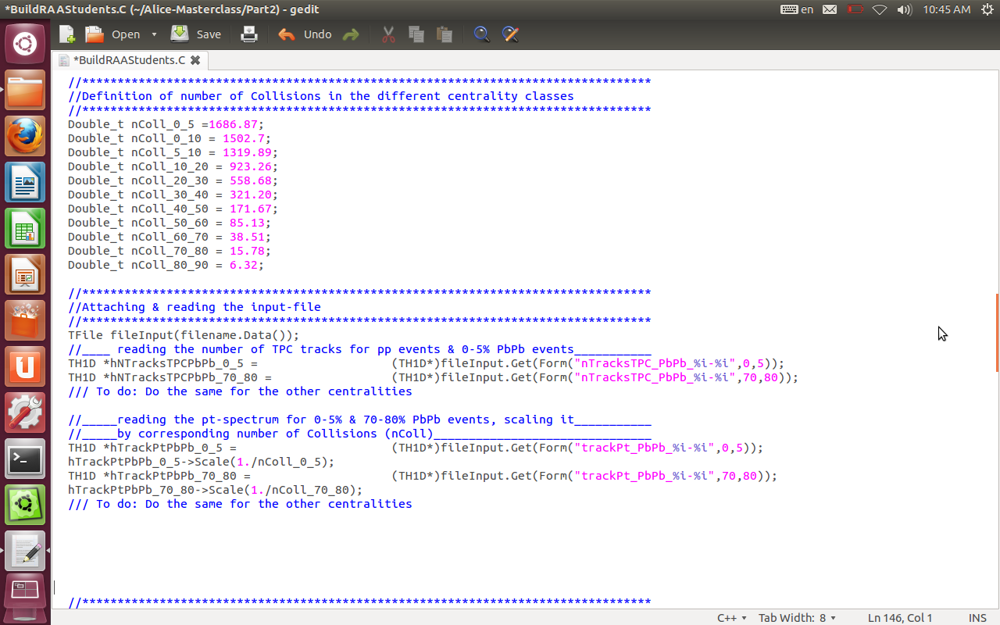 *BuildRAAStudents.C (~/Alice-Masterclass/Part2) - gedit
en
10:45 AM
Open
Save
Undo
*BuildRAAStudents.C
//*********************************************************************************
//Definition of number of Collisions in the different centrality classes
//*********************************************************************************
Double_t nColl_0_5 =1686.87;
Double_t nColl_0_10 = 1502.7;
Double_t nColl_5_10 = 1319.89;
Double_t nColl_10_20 = 923.26;
Double_t nColl_20_30 = 558.68;
Double_t nColl_30_40 = 321.20;
Double_t nColl_40_50 = 171.67;
Double_t nColl_50_60 = 85.13;
Double_t nColl_60_70 = 38.51;
Double_t nColl_70_80 = 15.78;
Double_t nColl_80_90 = 6.32;
//*********************************************************************************
//Attaching & reading the input-file
//*********************************************************************************
TFile fileInput(filename.Data());
//____ reading the number of TPC tracks for pp events & 0-5% PbPb events___________
TH1D *hNTracksTPCPbPb_0_5 =                   (TH1D*)fileInput.Get(Form("nTracksTPC_PbPb_%i-%i",0,5));
TH1D *hNTracksTPCPbPb_70_80 =                 (TH1D*)fileInput.Get(Form("nTracksTPC_PbPb_%i-%i",70,80));
/// To do: Do the same for the other centralities
//_____reading the pt-spectrum for 0-5% & 70-80% PbPb events, scaling it___________
//_____by corresponding number of Collisions (nColl)_______________________________
TH1D *hTrackPtPbPb_0_5 =                      (TH1D*)fileInput.Get(Form("trackPt_PbPb_%i-%i",0,5));
hTrackPtPbPb_0_5->Scale(1./nColl_0_5);
TH1D *hTrackPtPbPb_70_80 =                    (TH1D*)fileInput.Get(Form("trackPt_PbPb_%i-%i",70,80));
hTrackPtPbPb_70_80->Scale(1./nColl_70_80);
/// To do: Do the same for the other centralities
//*********************************************************************************
C++
Tab Width: 8
Ln 146, Col 1
INS